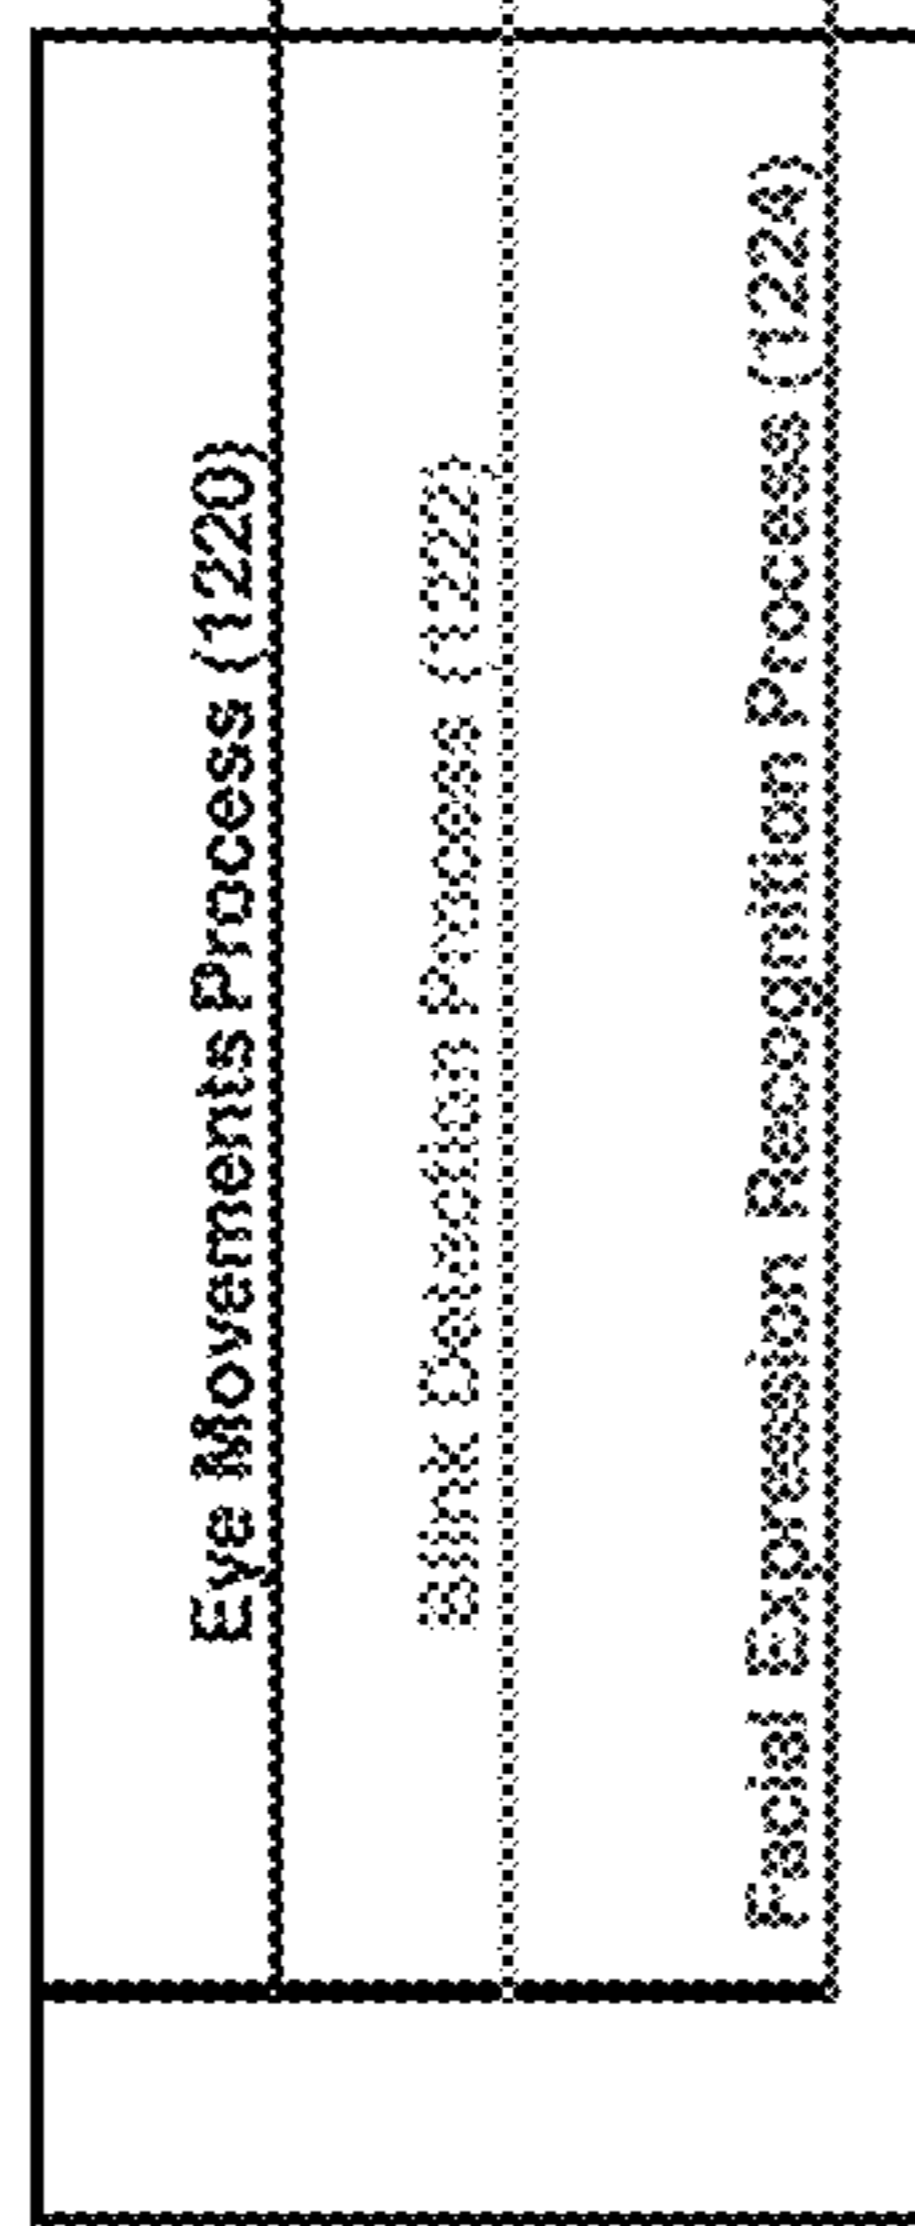 Eye Movements Process (1220)
Blink Detection Process (1222)
Facial Expression Recognition Process (1224)